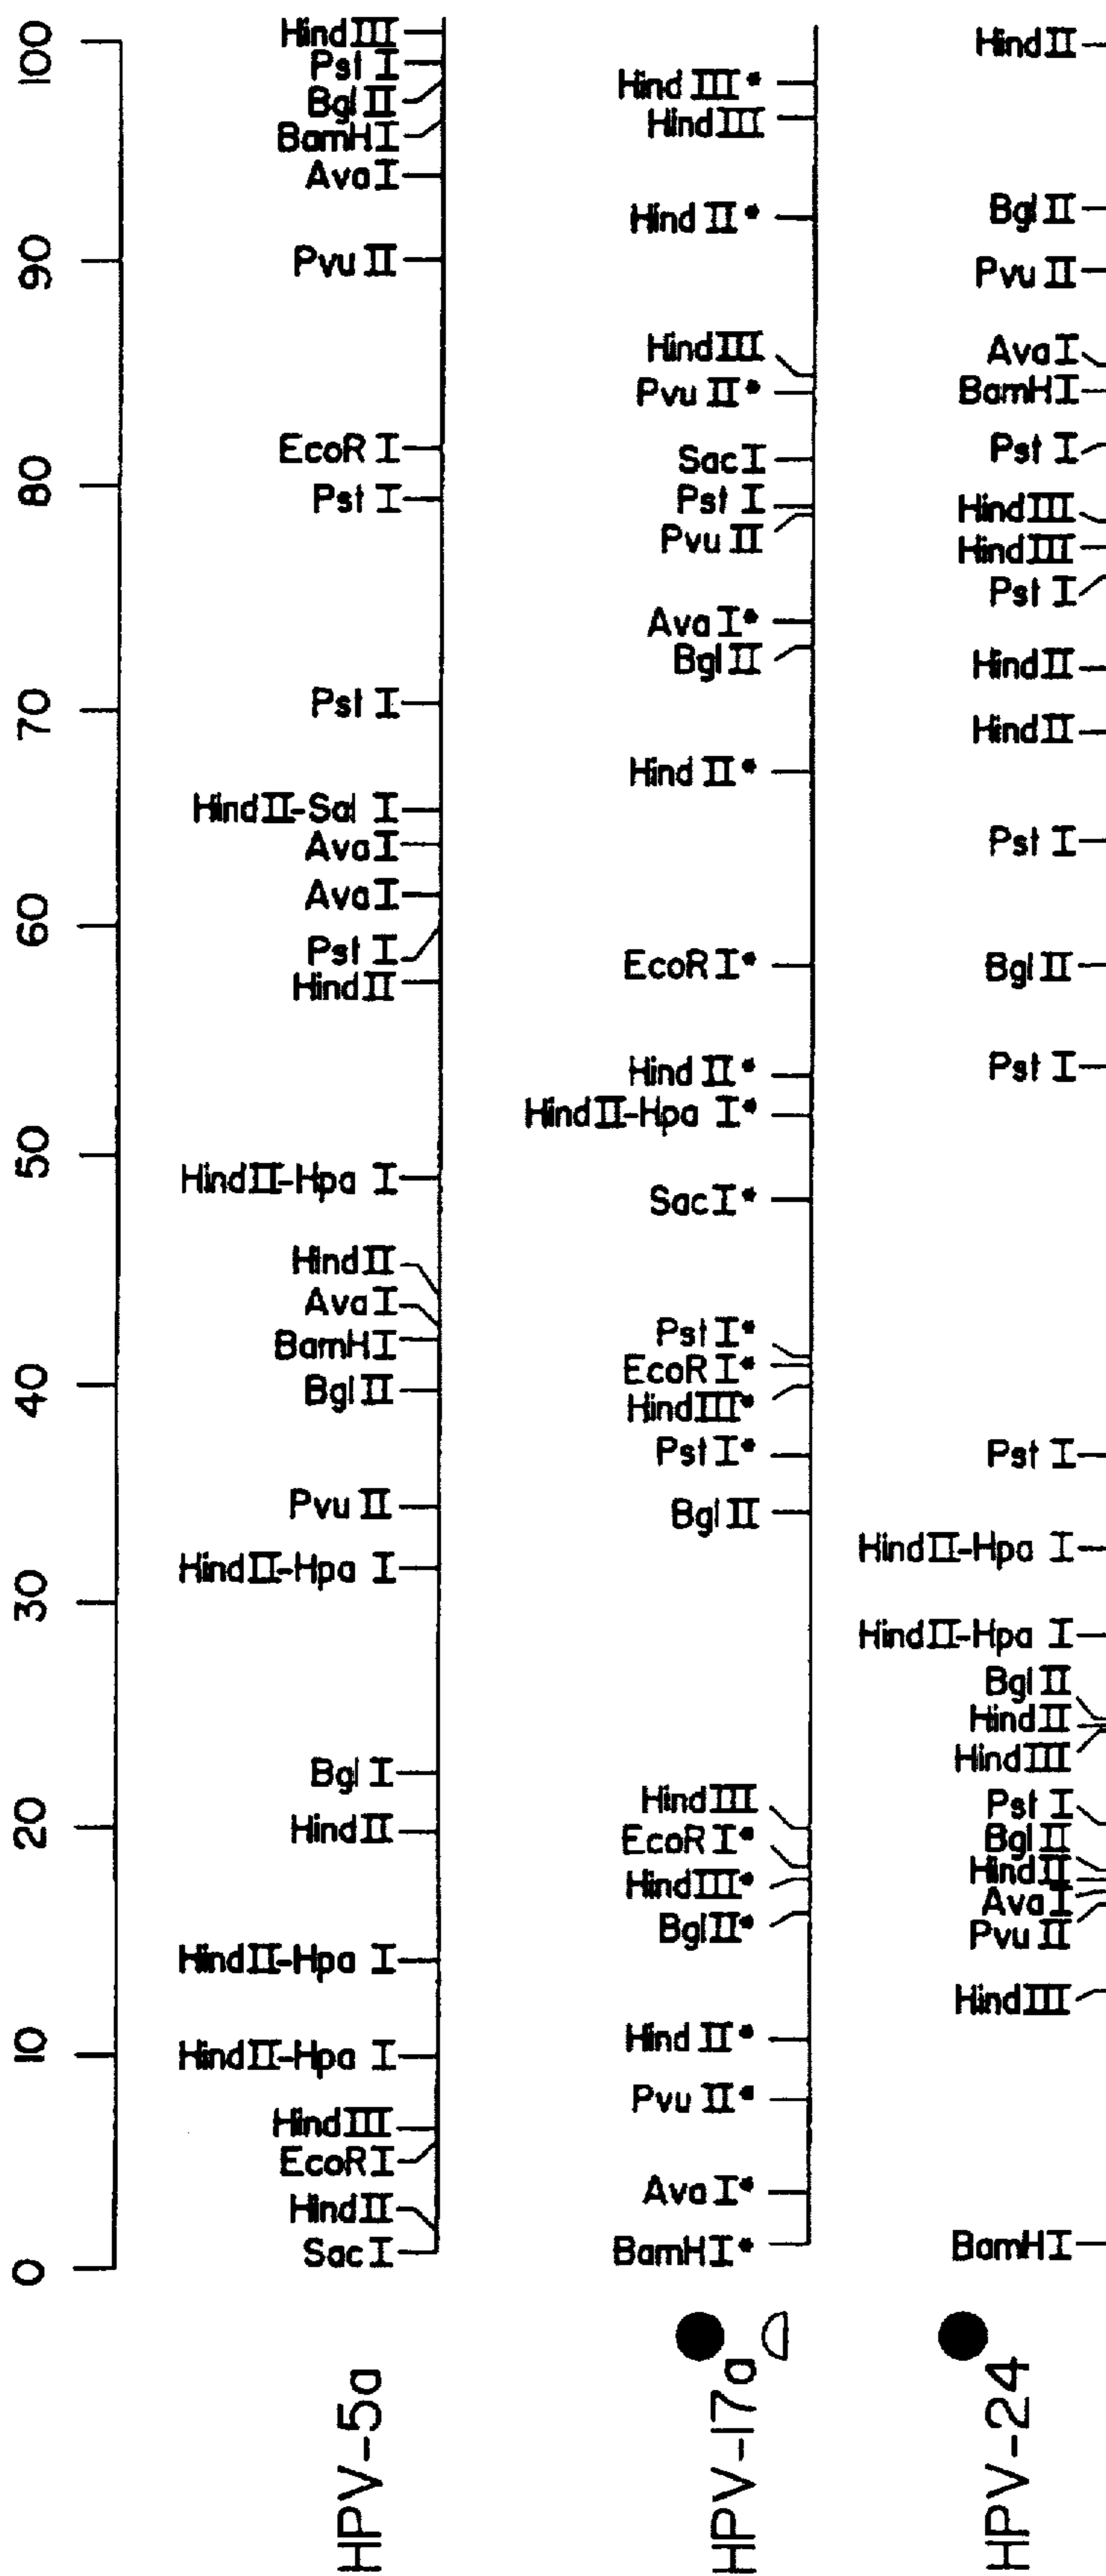 100
90
80
70
60
50
40
30
20
10
0
HindIII
Pst I
Bgl II
BamHI
AvaI
Pvu II
EcoR I
Pst I
Pst I
HindII-Sal I
AvaI
AvaI
Pst I
HindII
HindII-Hpa I
HindII
AvaI
BamHI
BglII
Pvu II
HindII-Hpa I
Bgl I
HindII
HindII-Hpa I
HindII-Hpa I
HindIII
EcoRI
HindII
SacI
HPV-5a
Hind III*
HindIII
Hind II*
HindIII
Pvu II*
SacI
Pst I
Pvu II
Ava I*
Bgl II
Hind II*
EcoR I*
Hind II*
HindII-Hpa I*
SacI*
PstI*
EcoR I*
HindIII*
PstI*
Bgl II
HindIII
EcoR I*
HindIII*
BglII*
Hind II*
Pvu II*
Ava I*
BamHI*
HPV-17a
HindII
Bgl II
Pvu II
AvaI
BamHI
Pst I
HindIII
HindIII
Pst I
HindII
HindII
Pst I
Bgl II
Pst I
Pst I
HindII-Hpa I
HindII-Hpa I
Bgl II
HindII
HindIII
Pst I
Bgl II
HindII
AvaI
Pvu II
HindIII
BamHI
HPV-24